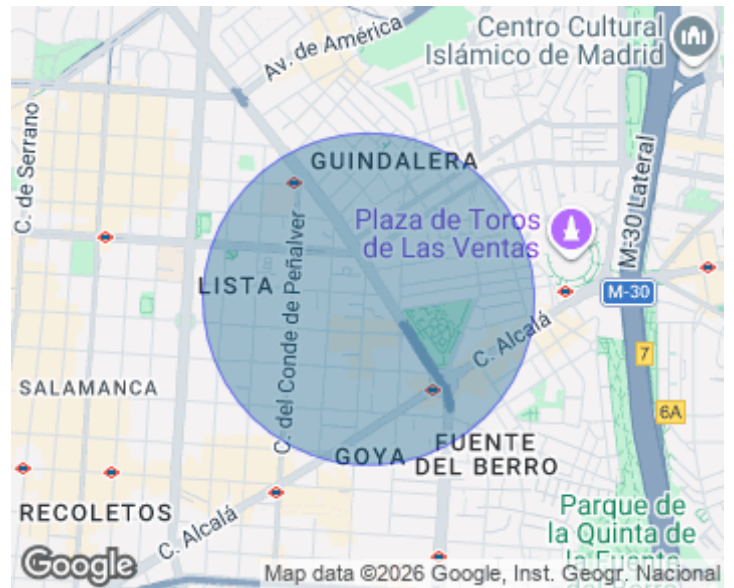 Centro Cultural
Islámico de Madrid
Av. de América
C. de Serrano
GUINDALERA
M-30 Lateral
Plaza de Toros
de Las Ventas
LISTA
C. del Conde de Peñalver
M-30
C. Alcalá
7
SALAMANCA
6A
GOYA
FUENTE
DEL BERRO
RECOLETOS
C. Alcalá
Parque de
la Quinta de
la Fuente
Google
Map data ©2026 Google, Inst. Geogr. Nacional